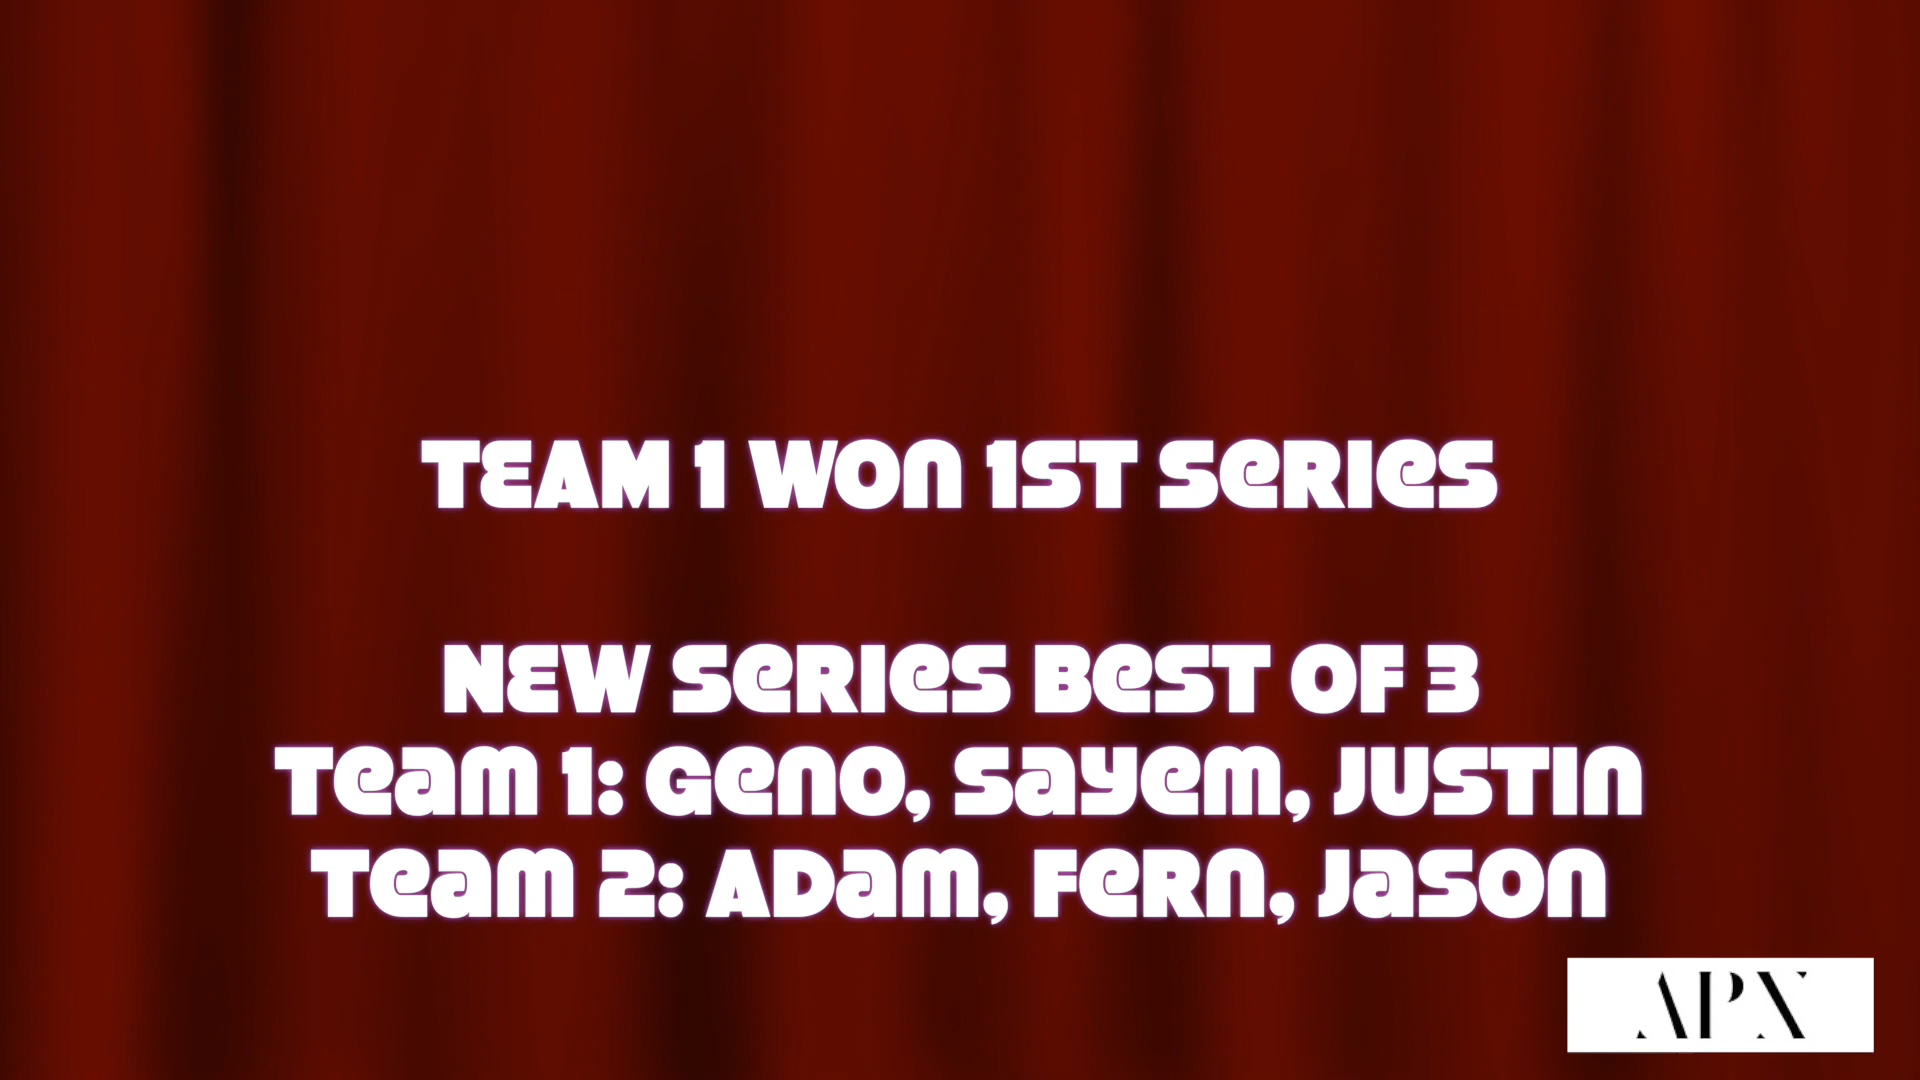 TEAM 1 WON 1ST SERIES
NEW SERIES BEST OF 3
Team 1: Geno, Sayem, Justin
Team 2: Adam, Fern, Jason
APX